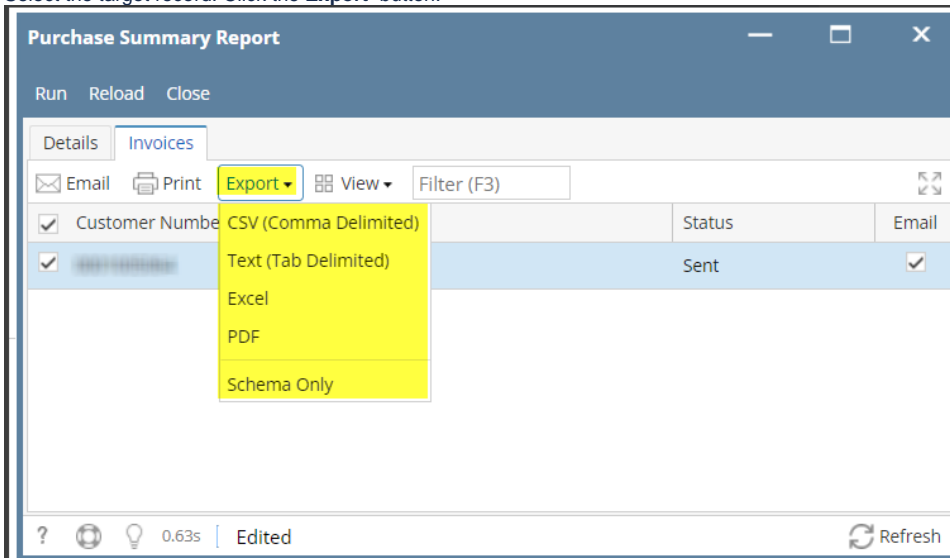 Select the target record. Click the Export button.
Purchase Summary Report
Run Reload Close
Details Invoices
Email Print Export View Filter (F3)
Customer Numbe Status Email
CSV (Comma Delimited)
Text (Tab Delimited)
Sent
Excel
PDF
Schema Only
? 0.63s Edited Refresh